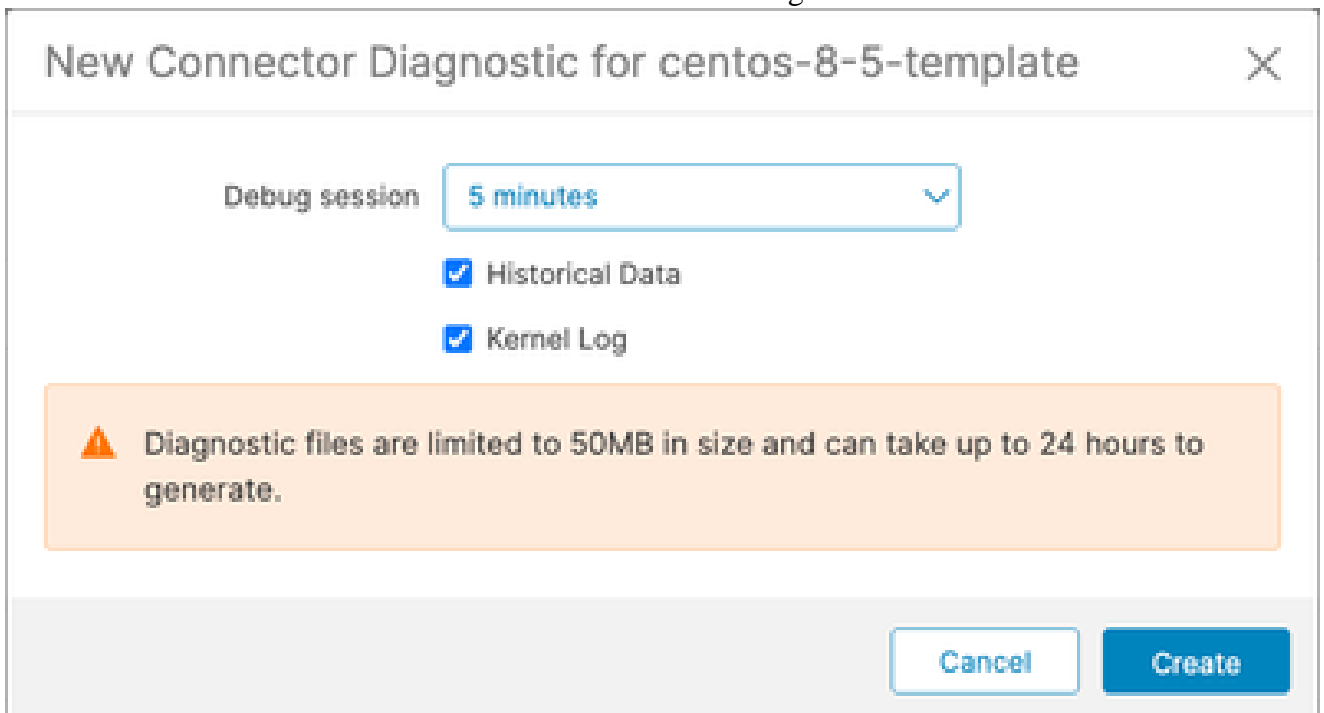 New Connector Diagnostic for centos-8-5-template
Debug session 5 minutes
Historical Data
Kernel Log
Diagnostic files are limited to 50MB in size and can take up to 24 hours to
generate.
Cancel Create